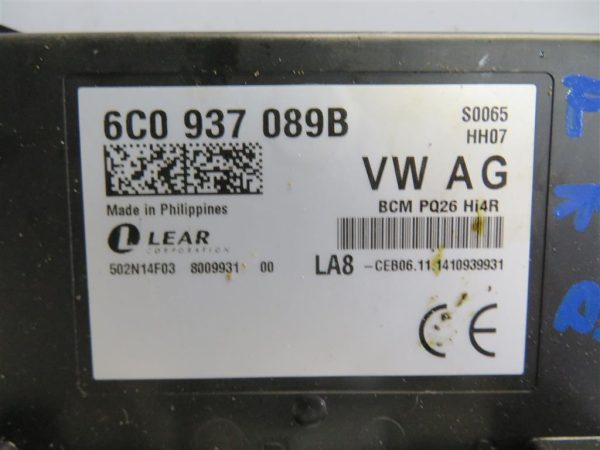 6C0 937 089B
S0065
HH07
VW AG
BCM PQ26 Hi4R
Made in Philippines
LEAR
CORPORATION
502N14F03 8009931 00
LA8 -CEB06.11.1410939931
CE